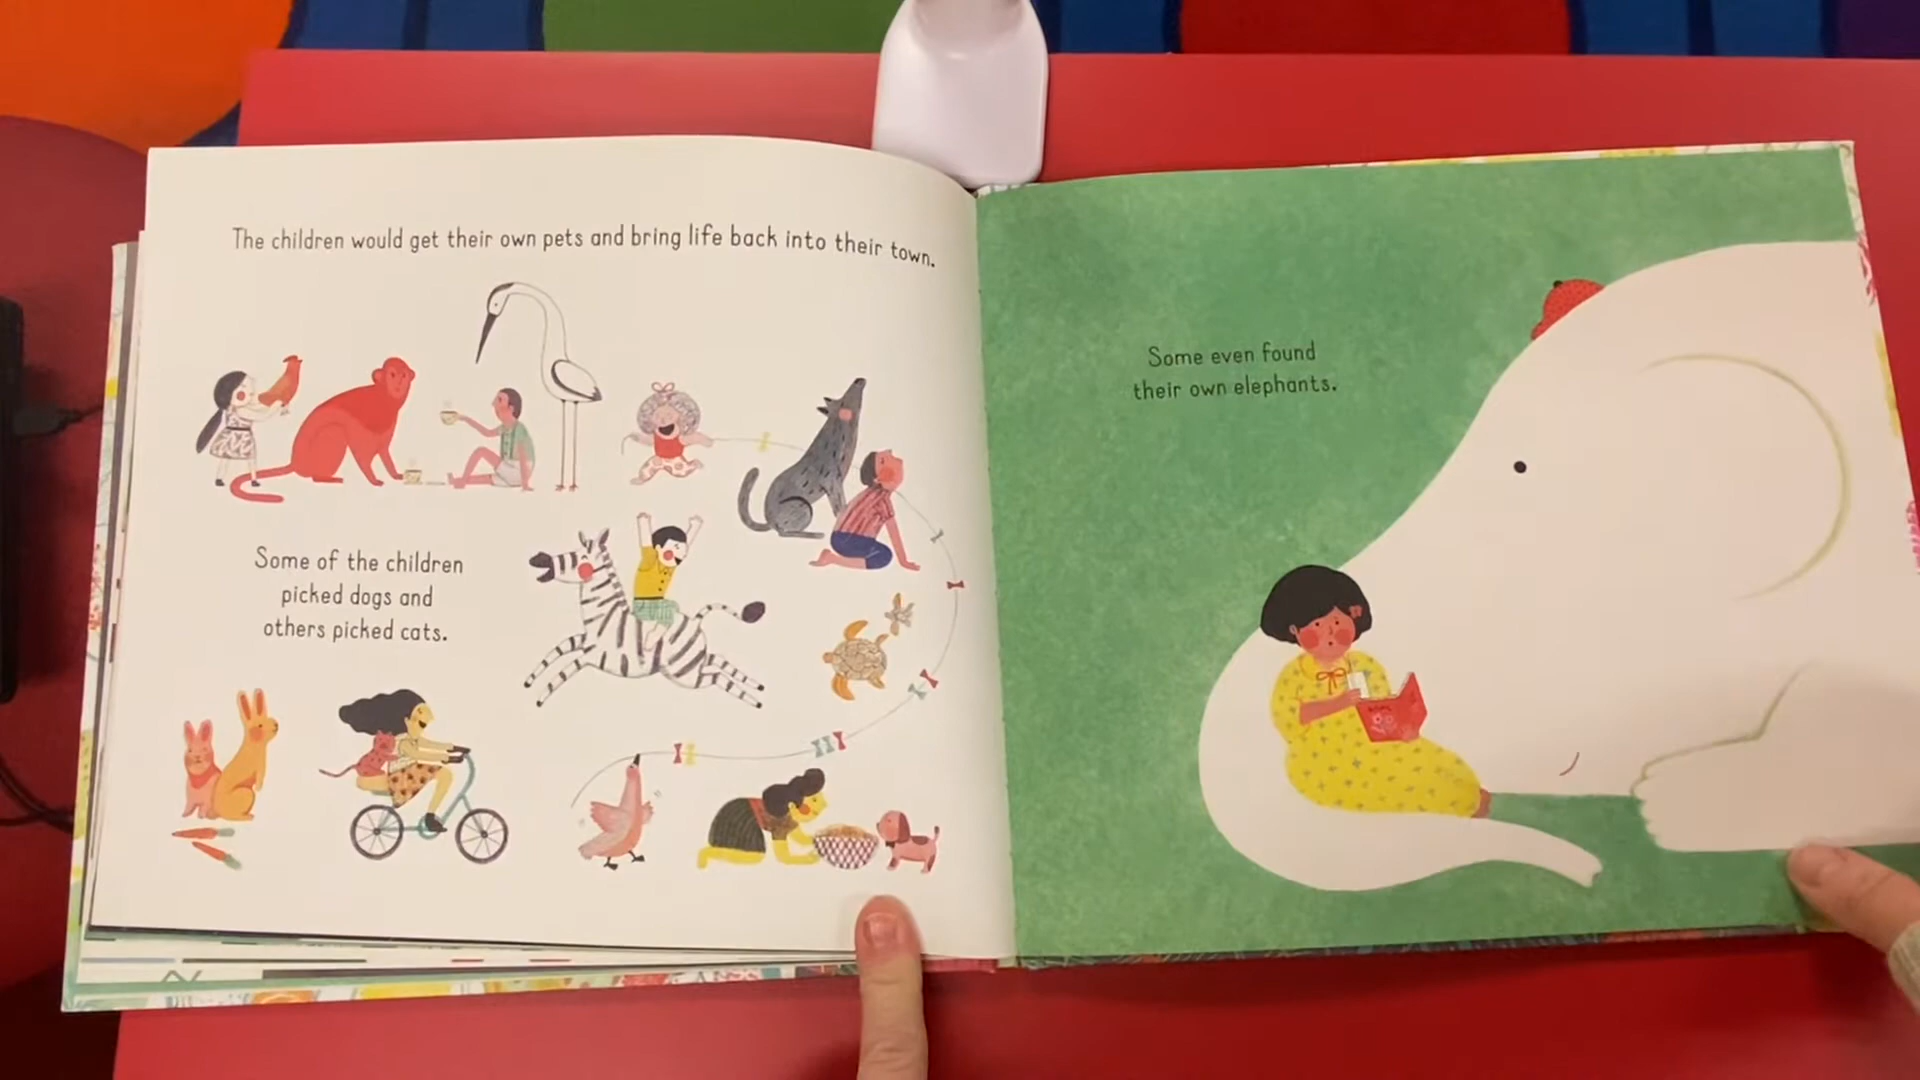 The children would get their own pets and bring life back into their town.
Some of the children
picked dogs and
others picked cats.
Some even found
their own elephants.